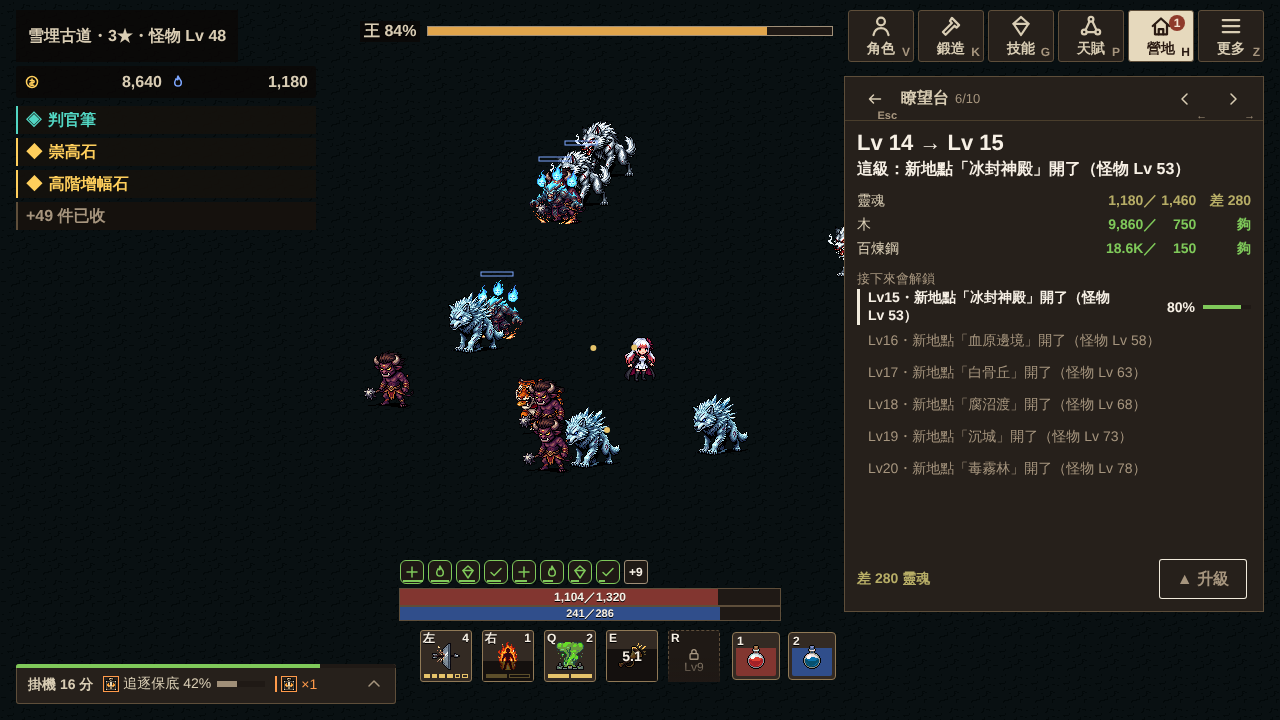 雪埋古道・3★・怪物 Lv 48
8,640 1,180
判官筆
崇高石
高階增幅石
+49 件已收
王 84%
角色 V
鍛造 K
技能 G
天賦 P
營地 H 1
更多 Z
← 瞭望台 6/10
Esc ← →
Lv 14 → Lv 15
這級：新地點「冰封神殿」開了（怪物 Lv 53）
靈魂 1,180／ 1,460 差 280
木 9,860／ 750 夠
百煉鋼 18.6K／ 150 夠
接下來會解鎖
Lv15・新地點「冰封神殿」開了（怪物
Lv 53） 80%
Lv16・新地點「血原邊境」開了（怪物 Lv 58）
Lv17・新地點「白骨丘」開了（怪物 Lv 63）
Lv18・新地點「腐沼渡」開了（怪物 Lv 68）
Lv19・新地點「沉城」開了（怪物 Lv 73）
Lv20・新地點「毒霧林」開了（怪物 Lv 78）
差 280 靈魂
▲ 升級
+9
1,104／1,320
241／286
左 4
右 1
Q 2
E 5.1
R Lv9
1
2
掛機 16 分 追逐保底 42% ×1